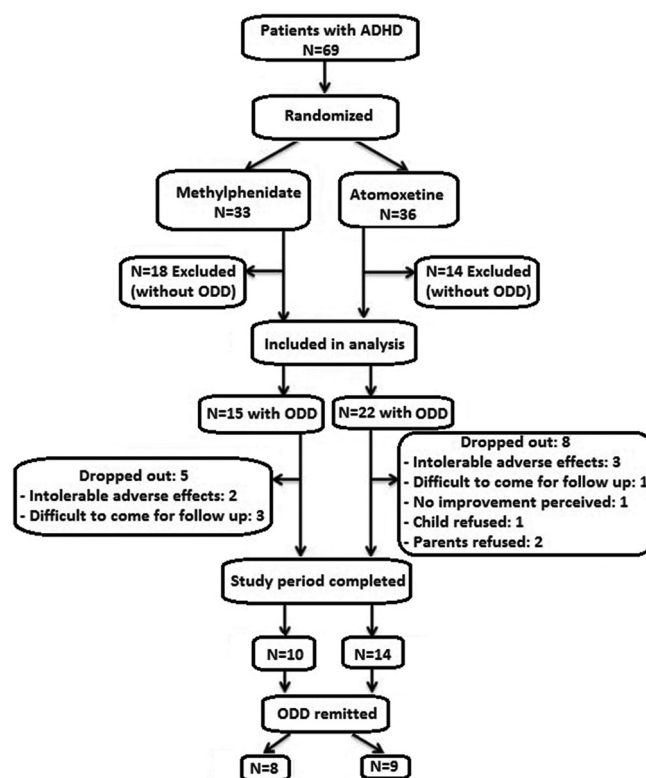 Patients with ADHD
N=69
Randomized
Methylphenidate
N=33
Atomoxetine
N=36
N=18 Excluded
(without ODD)
N=14 Excluded
(without ODD)
Included in analysis
N=15 with ODD
N=22 with ODD
Dropped out: 5
- Intolerable adverse effects: 2
- Difficult to come for follow up: 3
Dropped out: 8
- Intolerable adverse effects: 3
- Difficult to come for follow up: 1
- No improvement perceived: 1
- Child refused: 1
- Parents refused: 2
Study period completed
N=10
N=14
ODD remitted
N=8
N=9